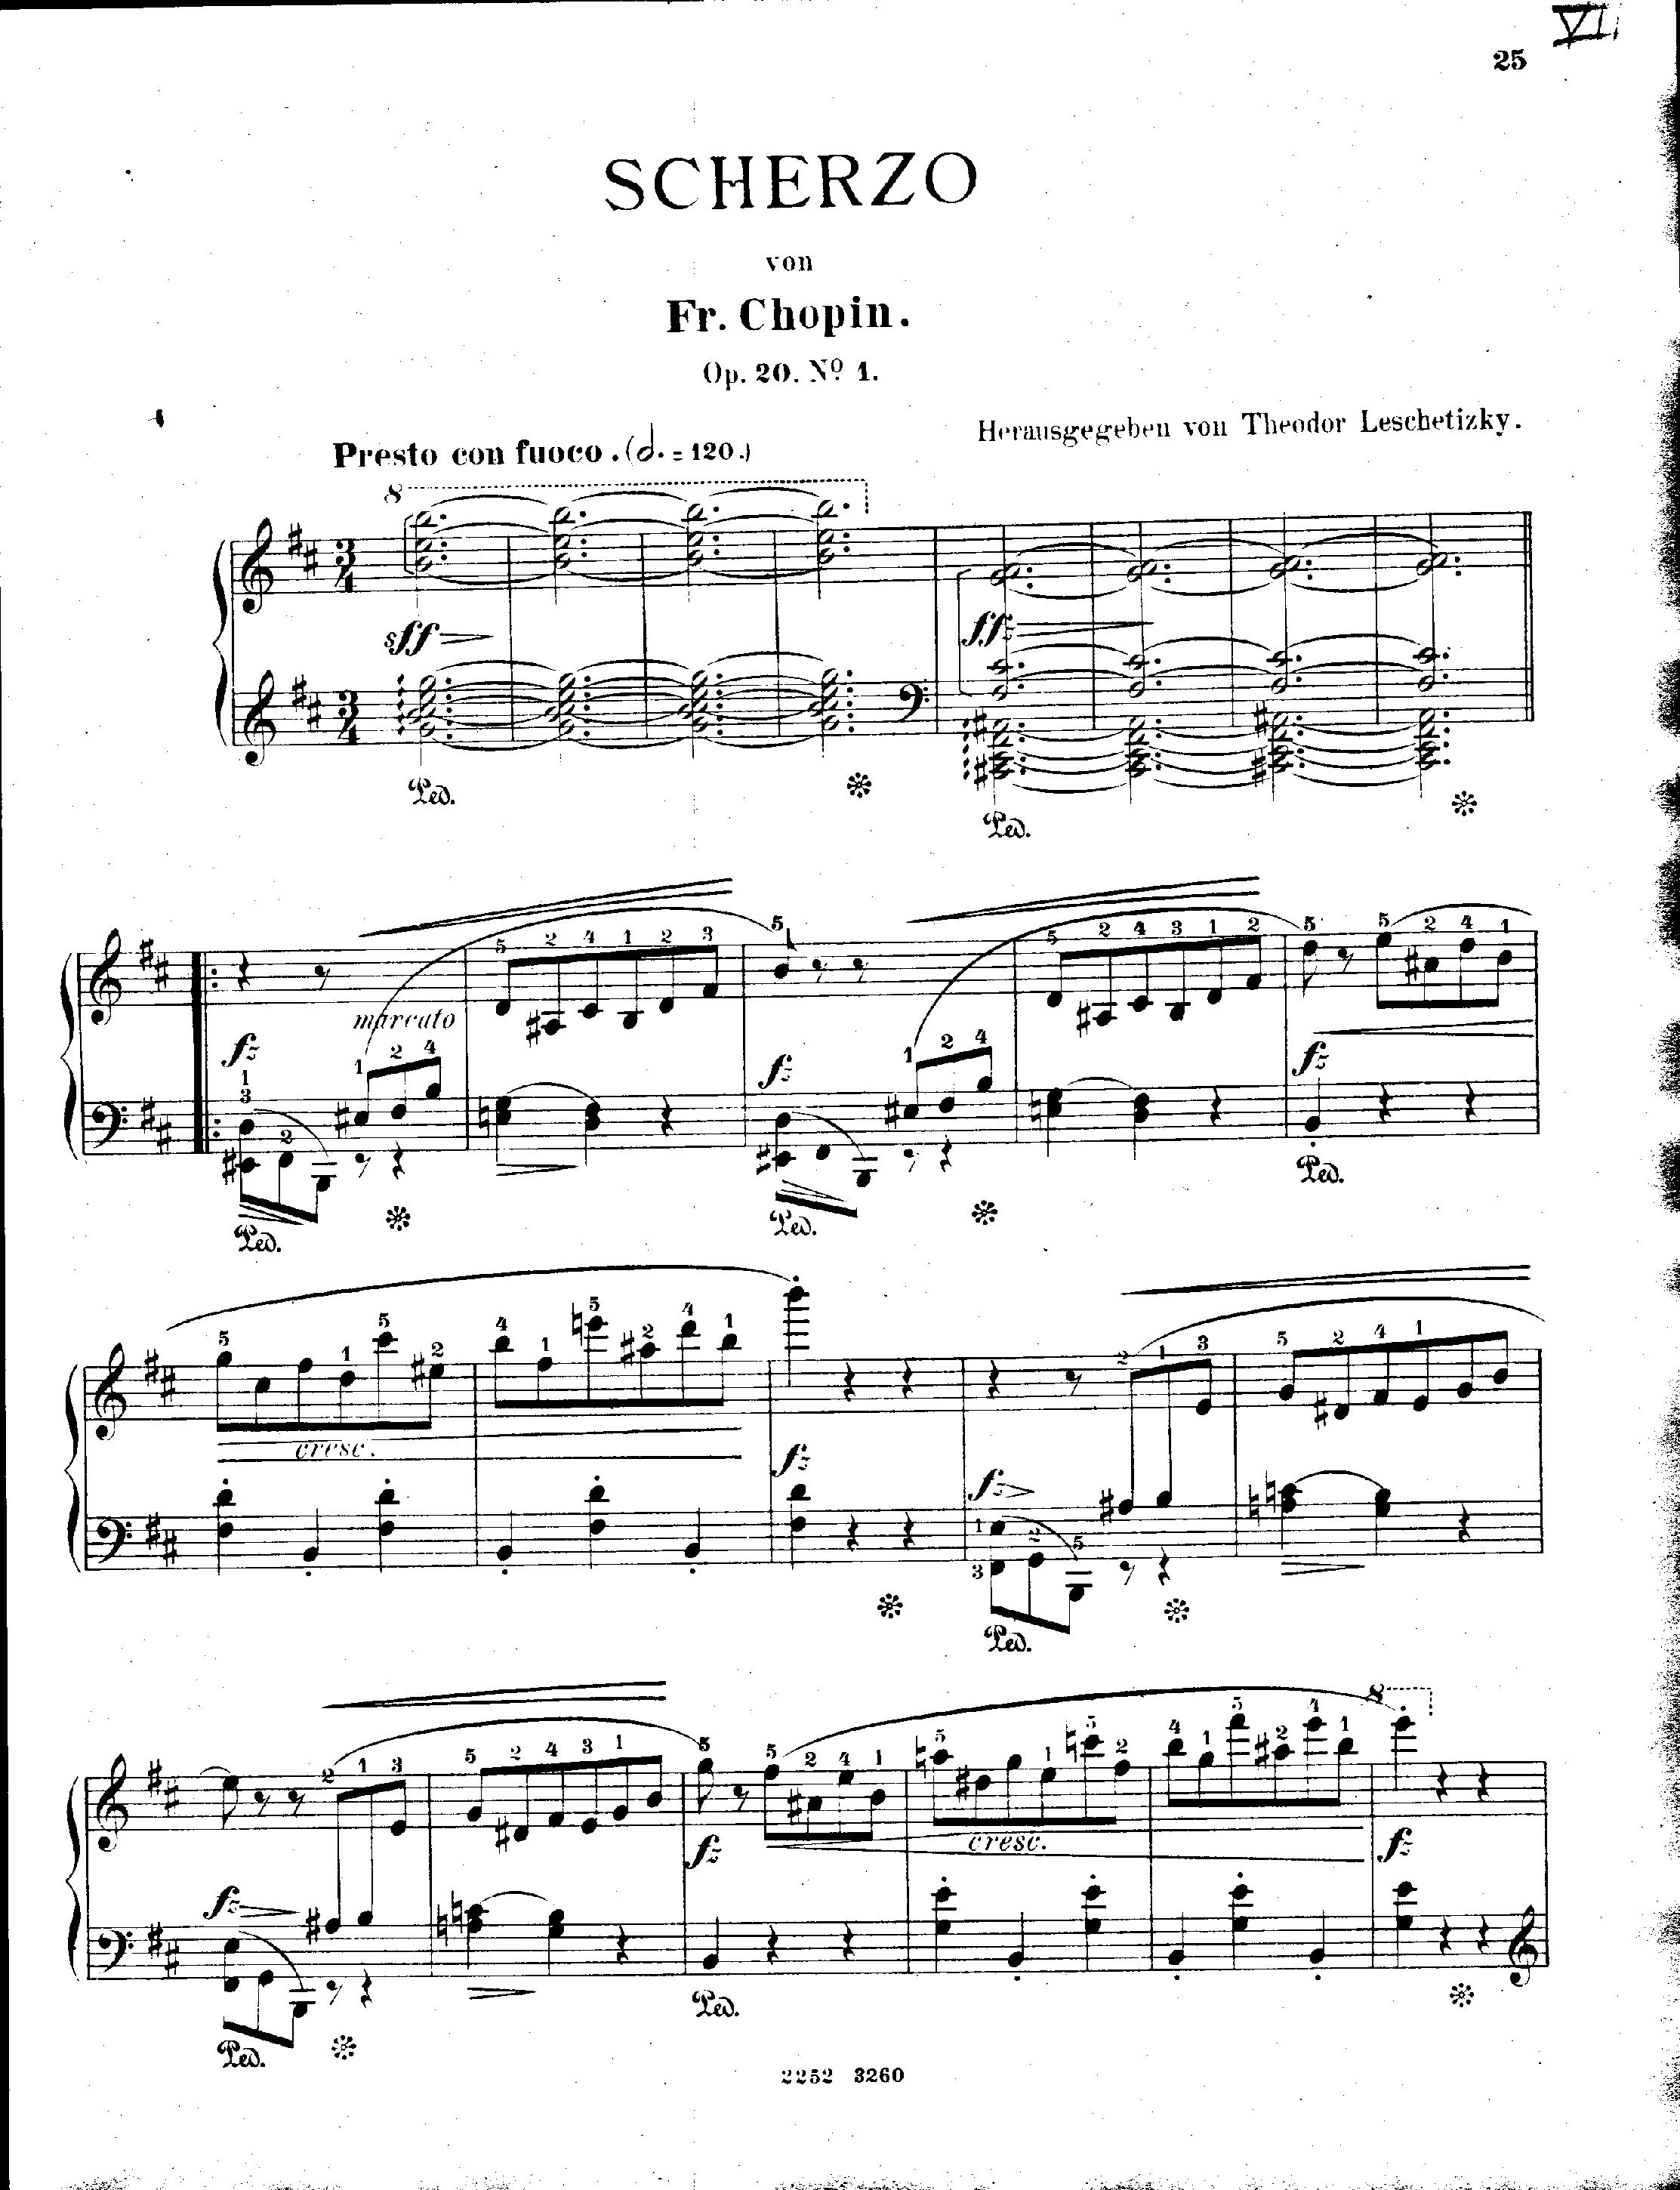 VI
25
SCHERZO
von
Fr. Chopin.
Op. 20. Nº 1.
Herausgegeben von Theodor Leschetizky.
Presto con fuoco. (𝅗𝅥. = 120.)
8
sff
ff
Ped.
Ped.
5 2 4 1 2 3 5 5 2 4 3 1 2 5 5 2 4 1
marcato
fz 1 2 4 fz 1 2 4 fz
1
3
2
Ped. Ped. Ped.
5 1 5 2 4 1 5 2 4 1 2 1 3 5 2 4 1
cresc. fz fz
1 2 5
3
Ped.
2 1 3 5 2 4 3 1 5 5 2 4 1 5 1 5 2 4 1 5 2 4 1 8
fz fz cresc. fz
Ped. Ped.
2252 3260